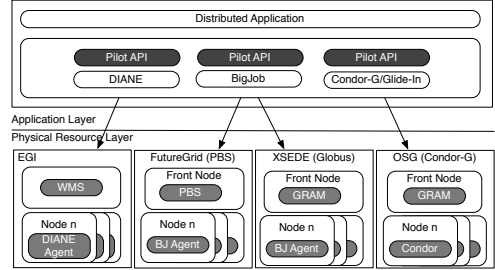 Distributed Application
Pilot API
Pilot API
Pilot API
DIANE
BigJob
Condor-G/Glide-In
Application Layer
Physical Resource Layer
EGI
FutureGrid (PBS)
XSEDE (Globus)
OSG (Condor-G)
WMS
Front Node
PBS
Front Node
GRAM
Front Node
GRAM
Node n
DIANE
Agent
Node n
BJ Agent
Node n
BJ Agent
Node n
Condor